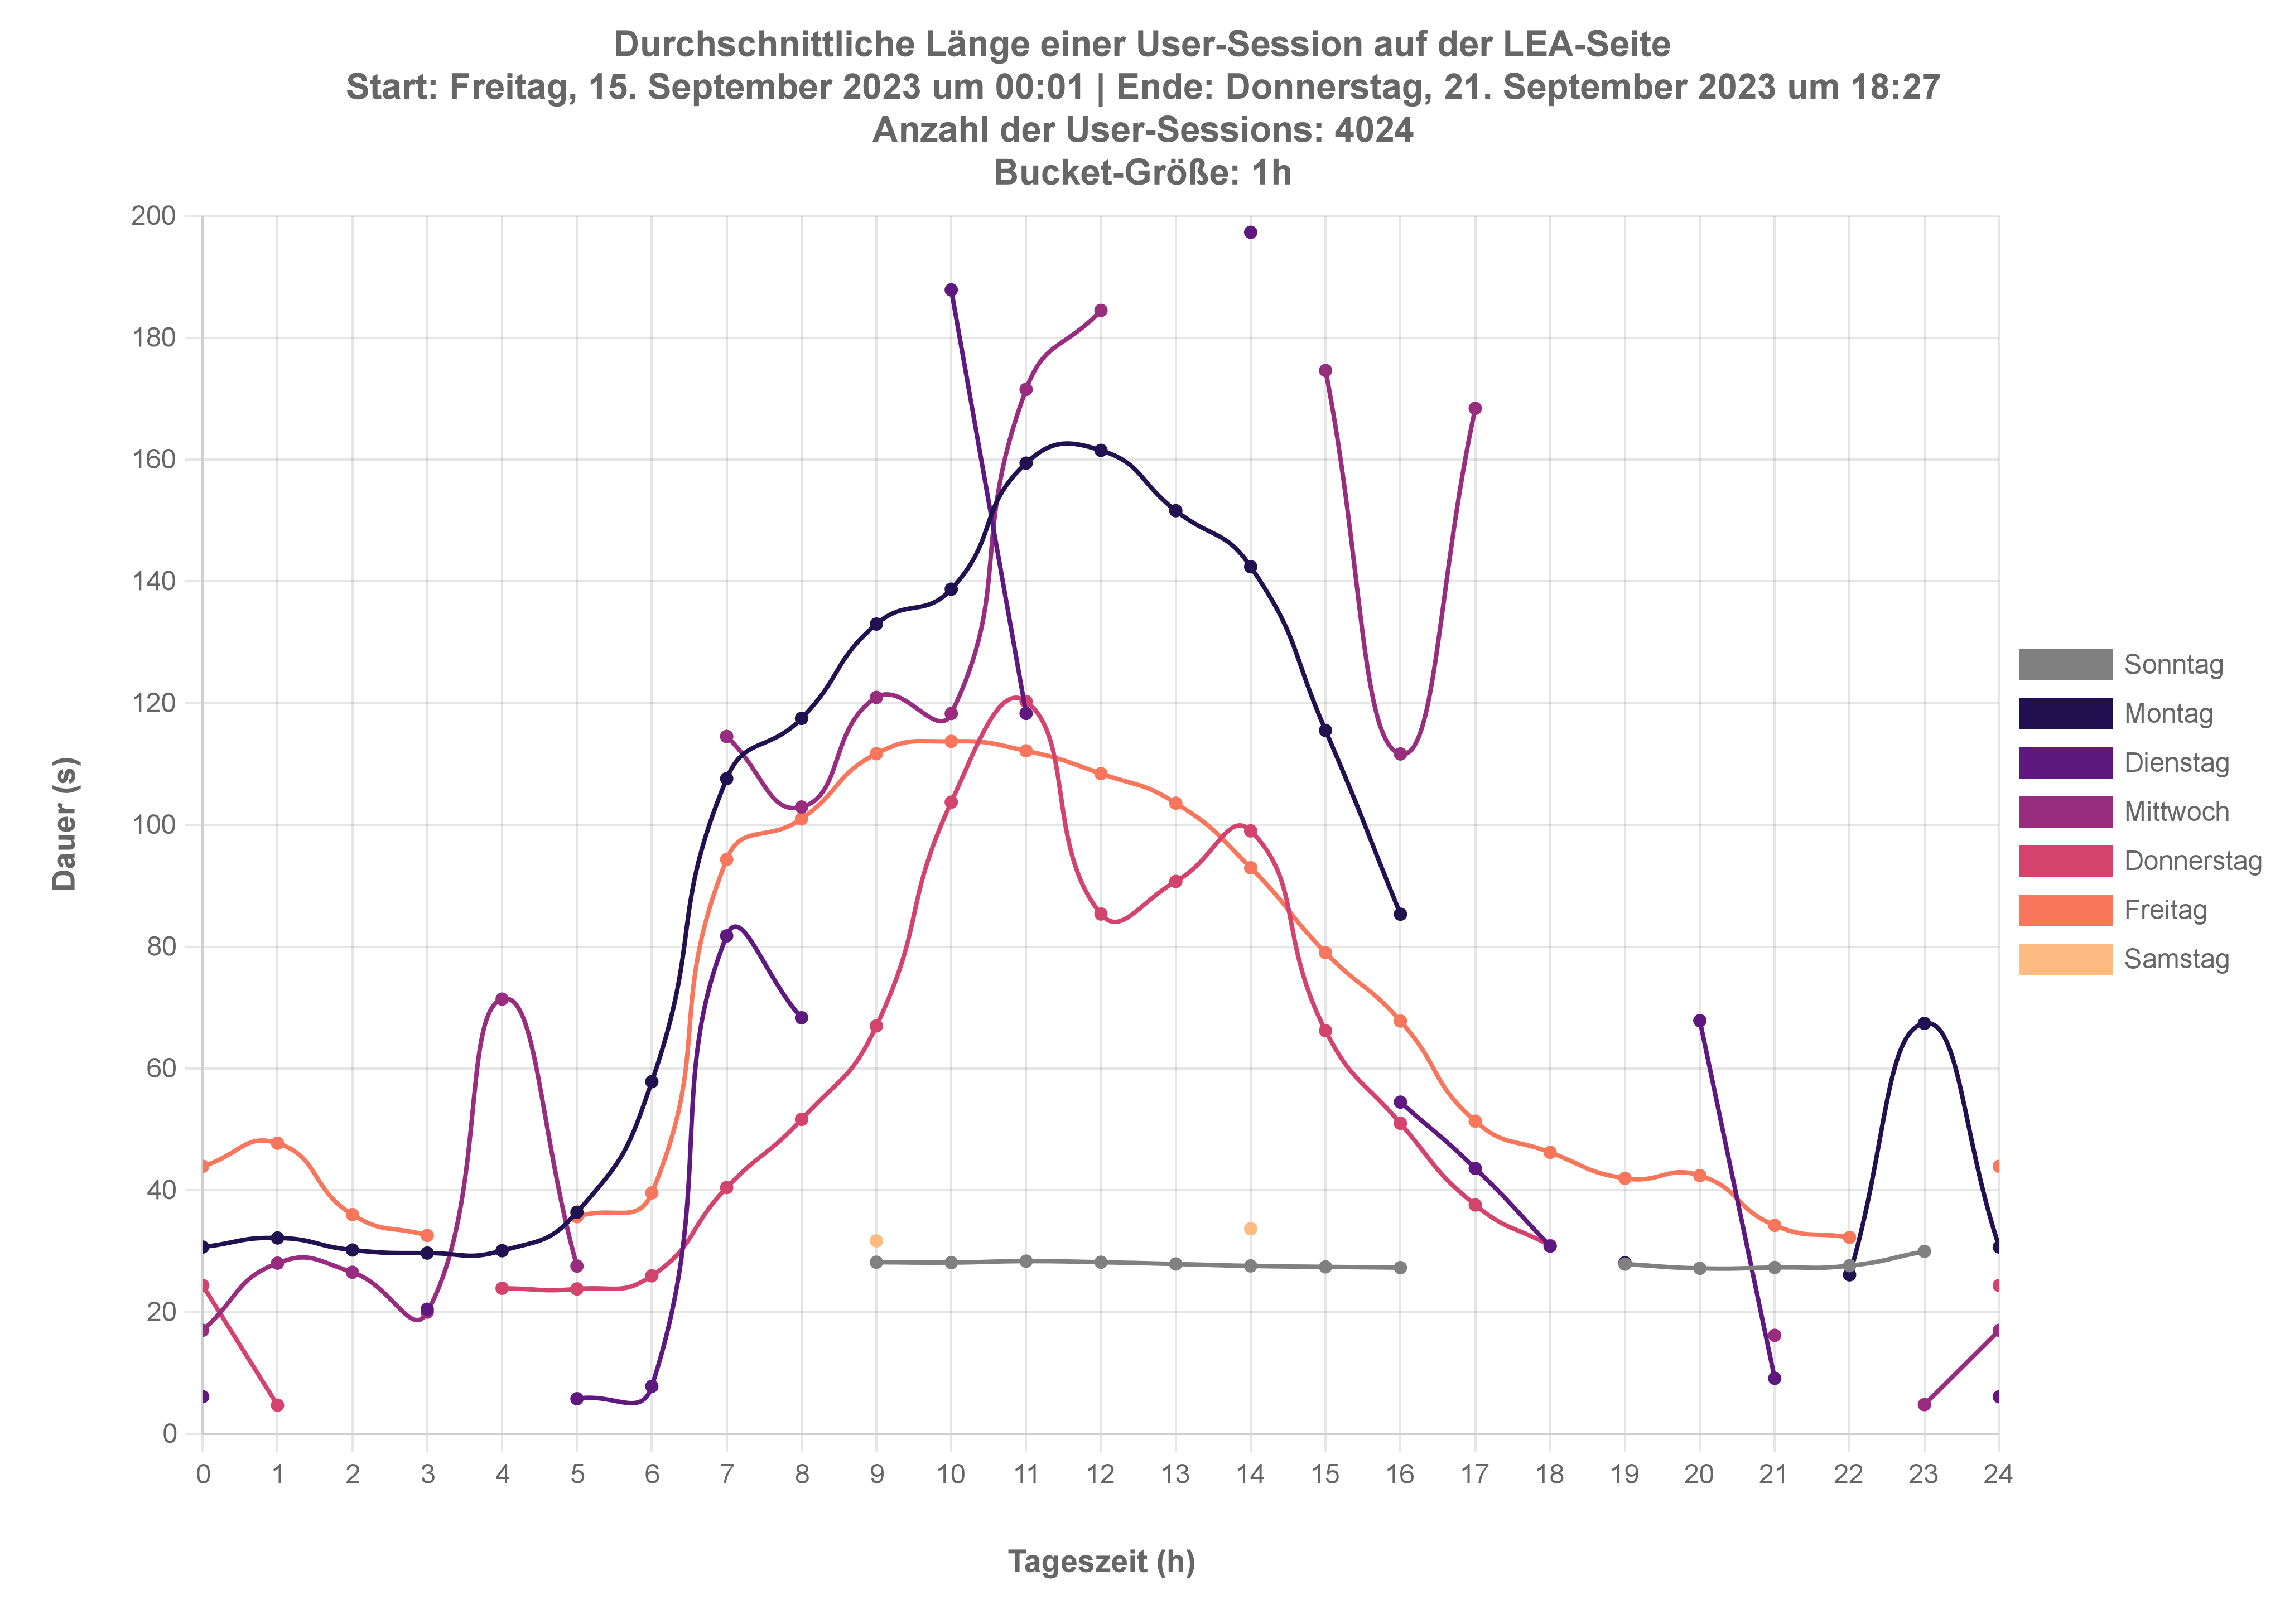 Durchschnittliche Länge einer User-Session auf der LEA-Seite
Start: Freitag, 15. September 2023 um 00:01 | Ende: Donnerstag, 21. September 2023 um 18:27
Anzahl der User-Sessions: 4024
Bucket-Größe: 1h
200
180
160
140
120
100
80
60
40
20
0
Dauer (s)
0 1 2 3 4 5 6 7 8 9 10 11 12 13 14 15 16 17 18 19 20 21 22 23 24
Tageszeit (h)
Sonntag
Montag
Dienstag
Mittwoch
Donnerstag
Freitag
Samstag